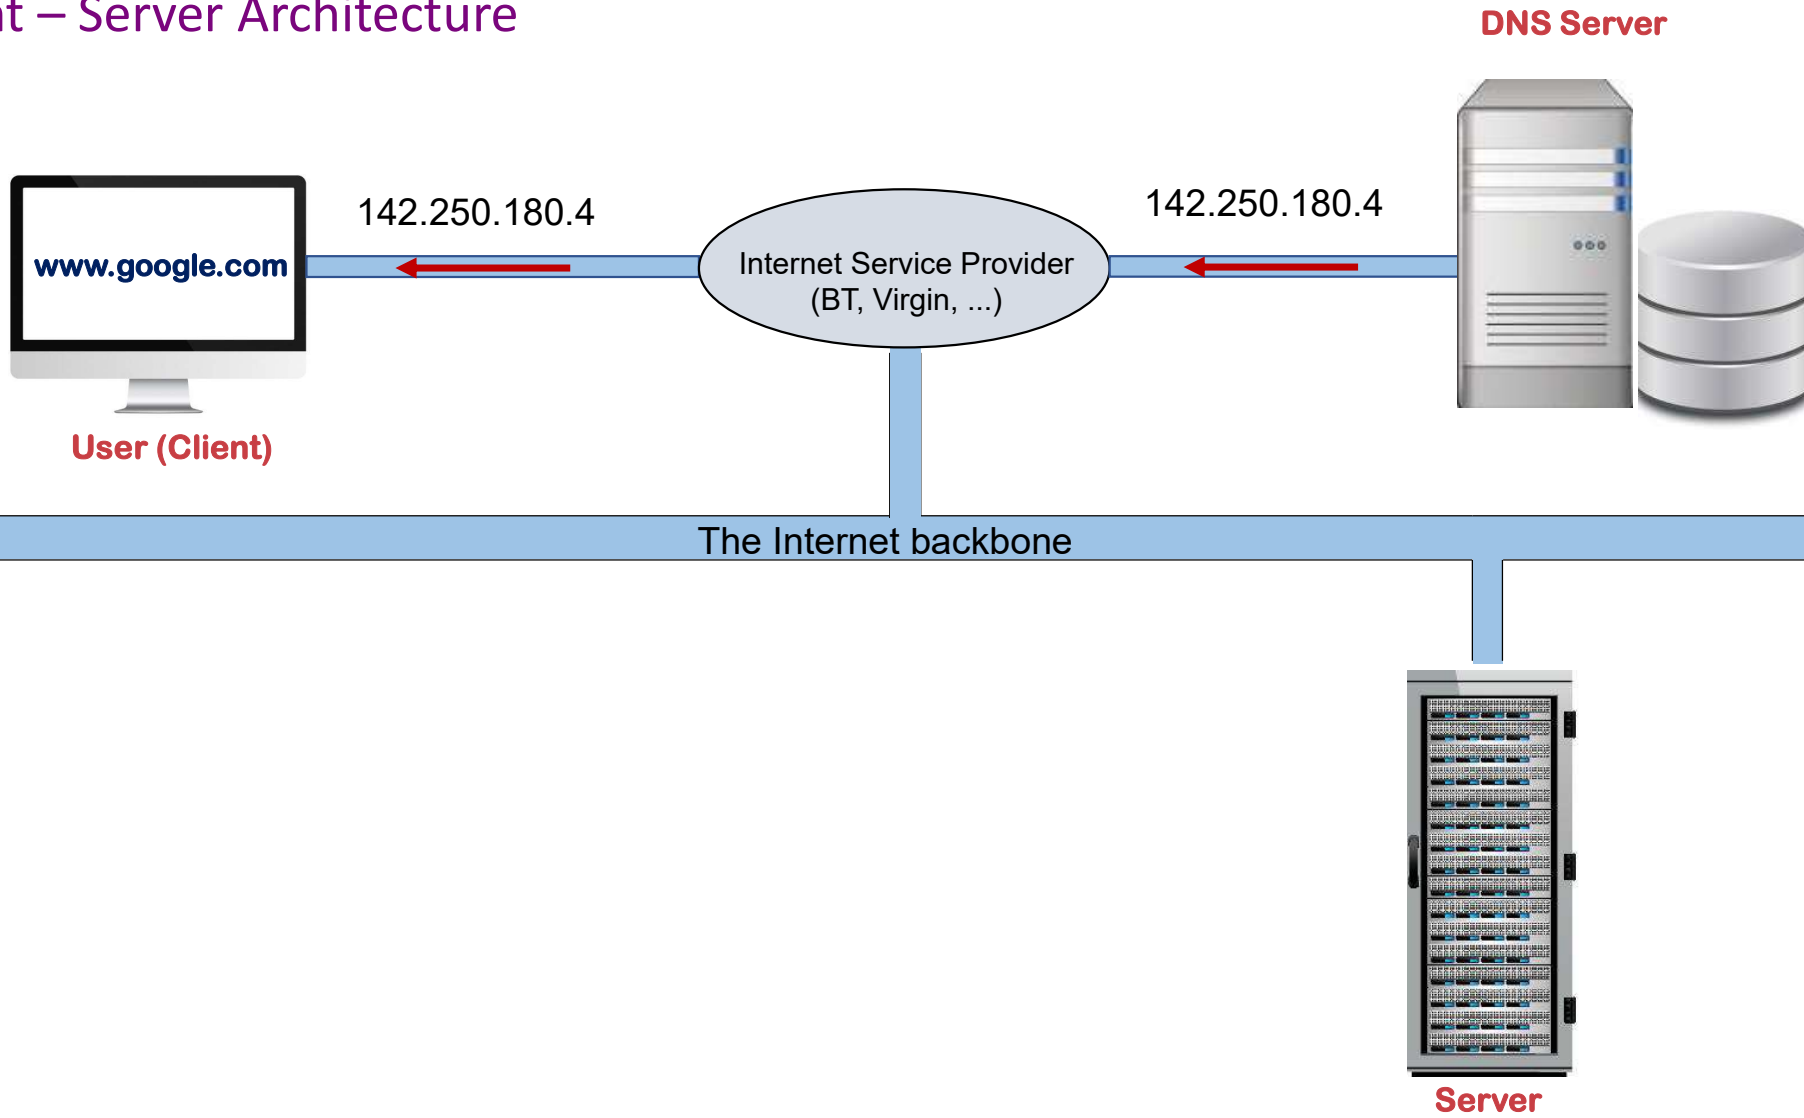 t – Server Architecture
DNS Server
142.250.180.4
142.250.180.4
www.google.com
Internet Service Provider
(BT, Virgin, ...)
User (Client)
The Internet backbone
Server